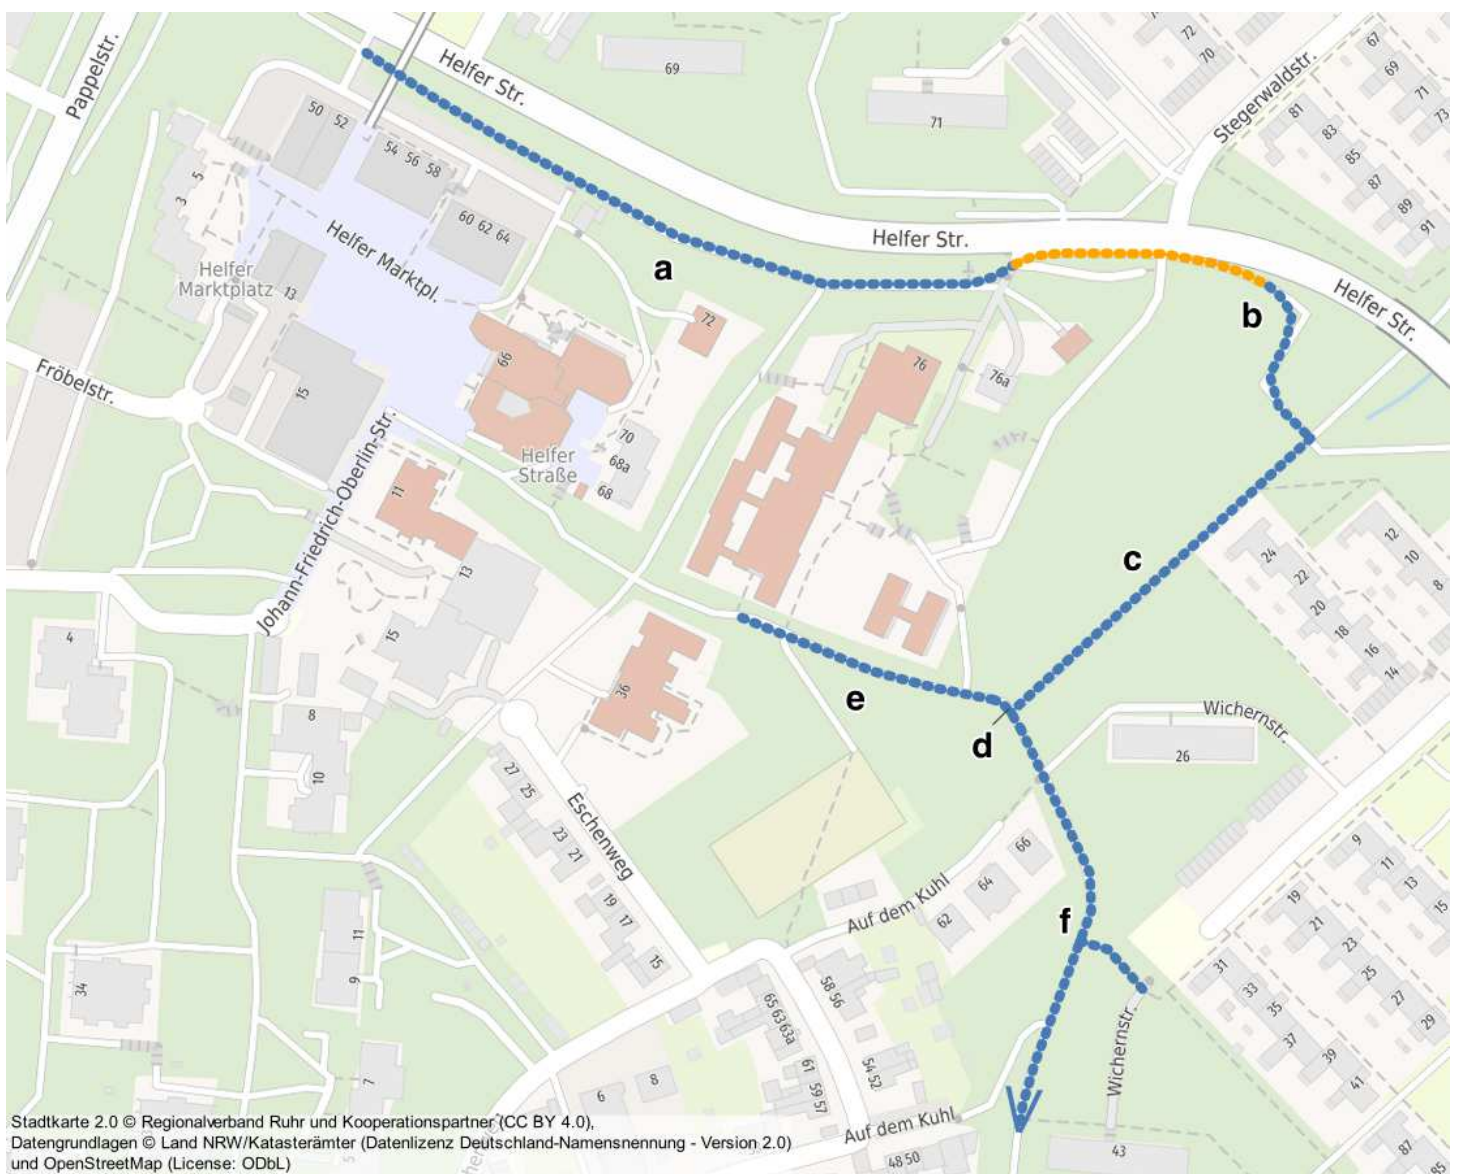 Pappelstr.
Helfer Str.
69
72
70
67
69
71
73
71
Stegerwaldstr.
81
83
85
87
89
91
50
52
54 56 58
60 62 64
3
5
Helfer Marktpl.
Helfer
Marktplatz
13
a
Helfer Str.
b
Helfer Str.
72
66
76
76a
Fröbelstr.
15
70
68a
68
Helfer
Straße
11
Johann-Friedrich-Oberlin-Str.
13
15
c
24
22
20
18
16
14
12
10
8
4
36
e
d
Wichernstr.
26
8
10
27
25
23
21
19
17
15
Eschenweg
66
64
62
Auf dem Kuhl
f
9
11
13
15
19
21
23
25
27
29
31
33
35
37
39
41
11
9
34
58 56
65 63 63a
61
59 57
54 52
Wichernstr.
7
6
8
Auf dem Kuhl
48 50
43
87
85
Stadtkarte 2.0 © Regionalverband Ruhr und Kooperationspartner (CC BY 4.0),
Datengrundlagen © Land NRW/Katasterämter (Datenlizenz Deutschland-Namensnennung - Version 2.0)
und OpenStreetMap (License: ODbL)